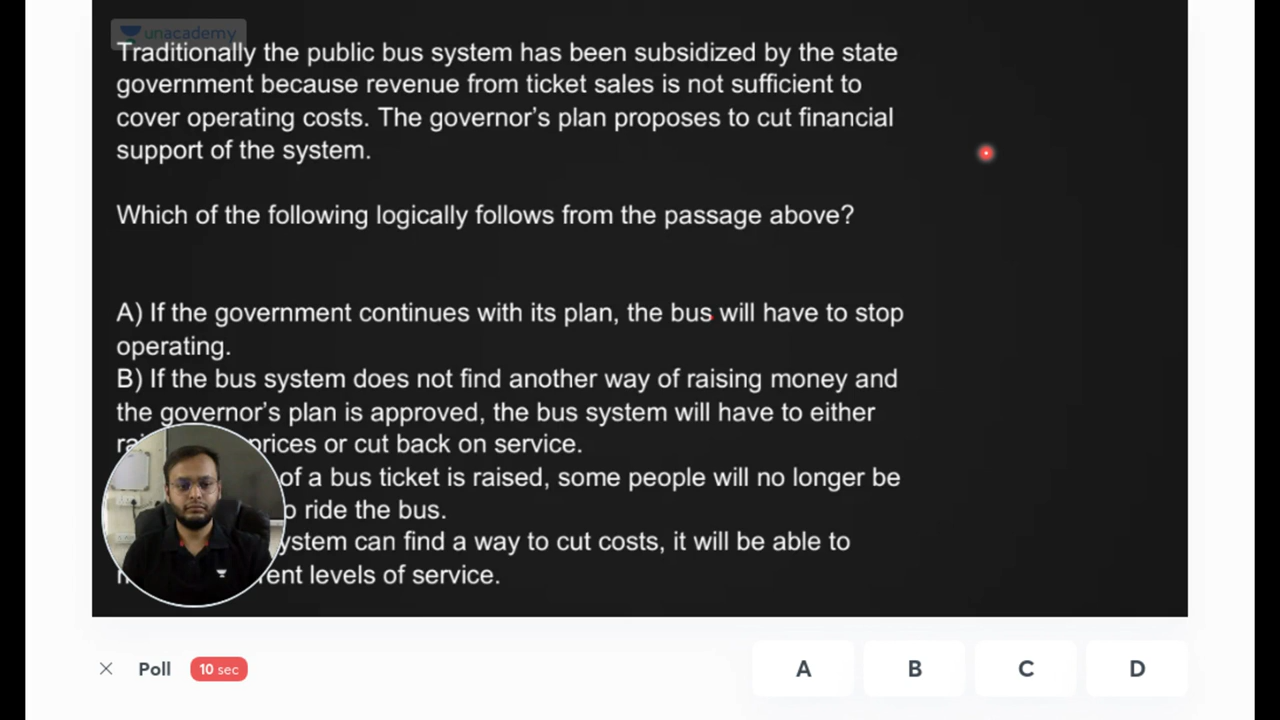 unacademy
Traditionally the public bus system has been subsidized by the state
government because revenue from ticket sales is not sufficient to
cover operating costs. The governor's plan proposes to cut financial
support of the system.
Which of the following logically follows from the passage above?
A) If the government continues with its plan, the bus will have to stop
operating.
B) If the bus system does not find another way of raising money and
the governor's plan is approved, the bus system will have to either
prices or cut back on service.
of a bus ticket is raised, some people will no longer be
ride the bus.
can find a way to cut costs, it will be able to
levels of service.
Poll 10 sec A B C D